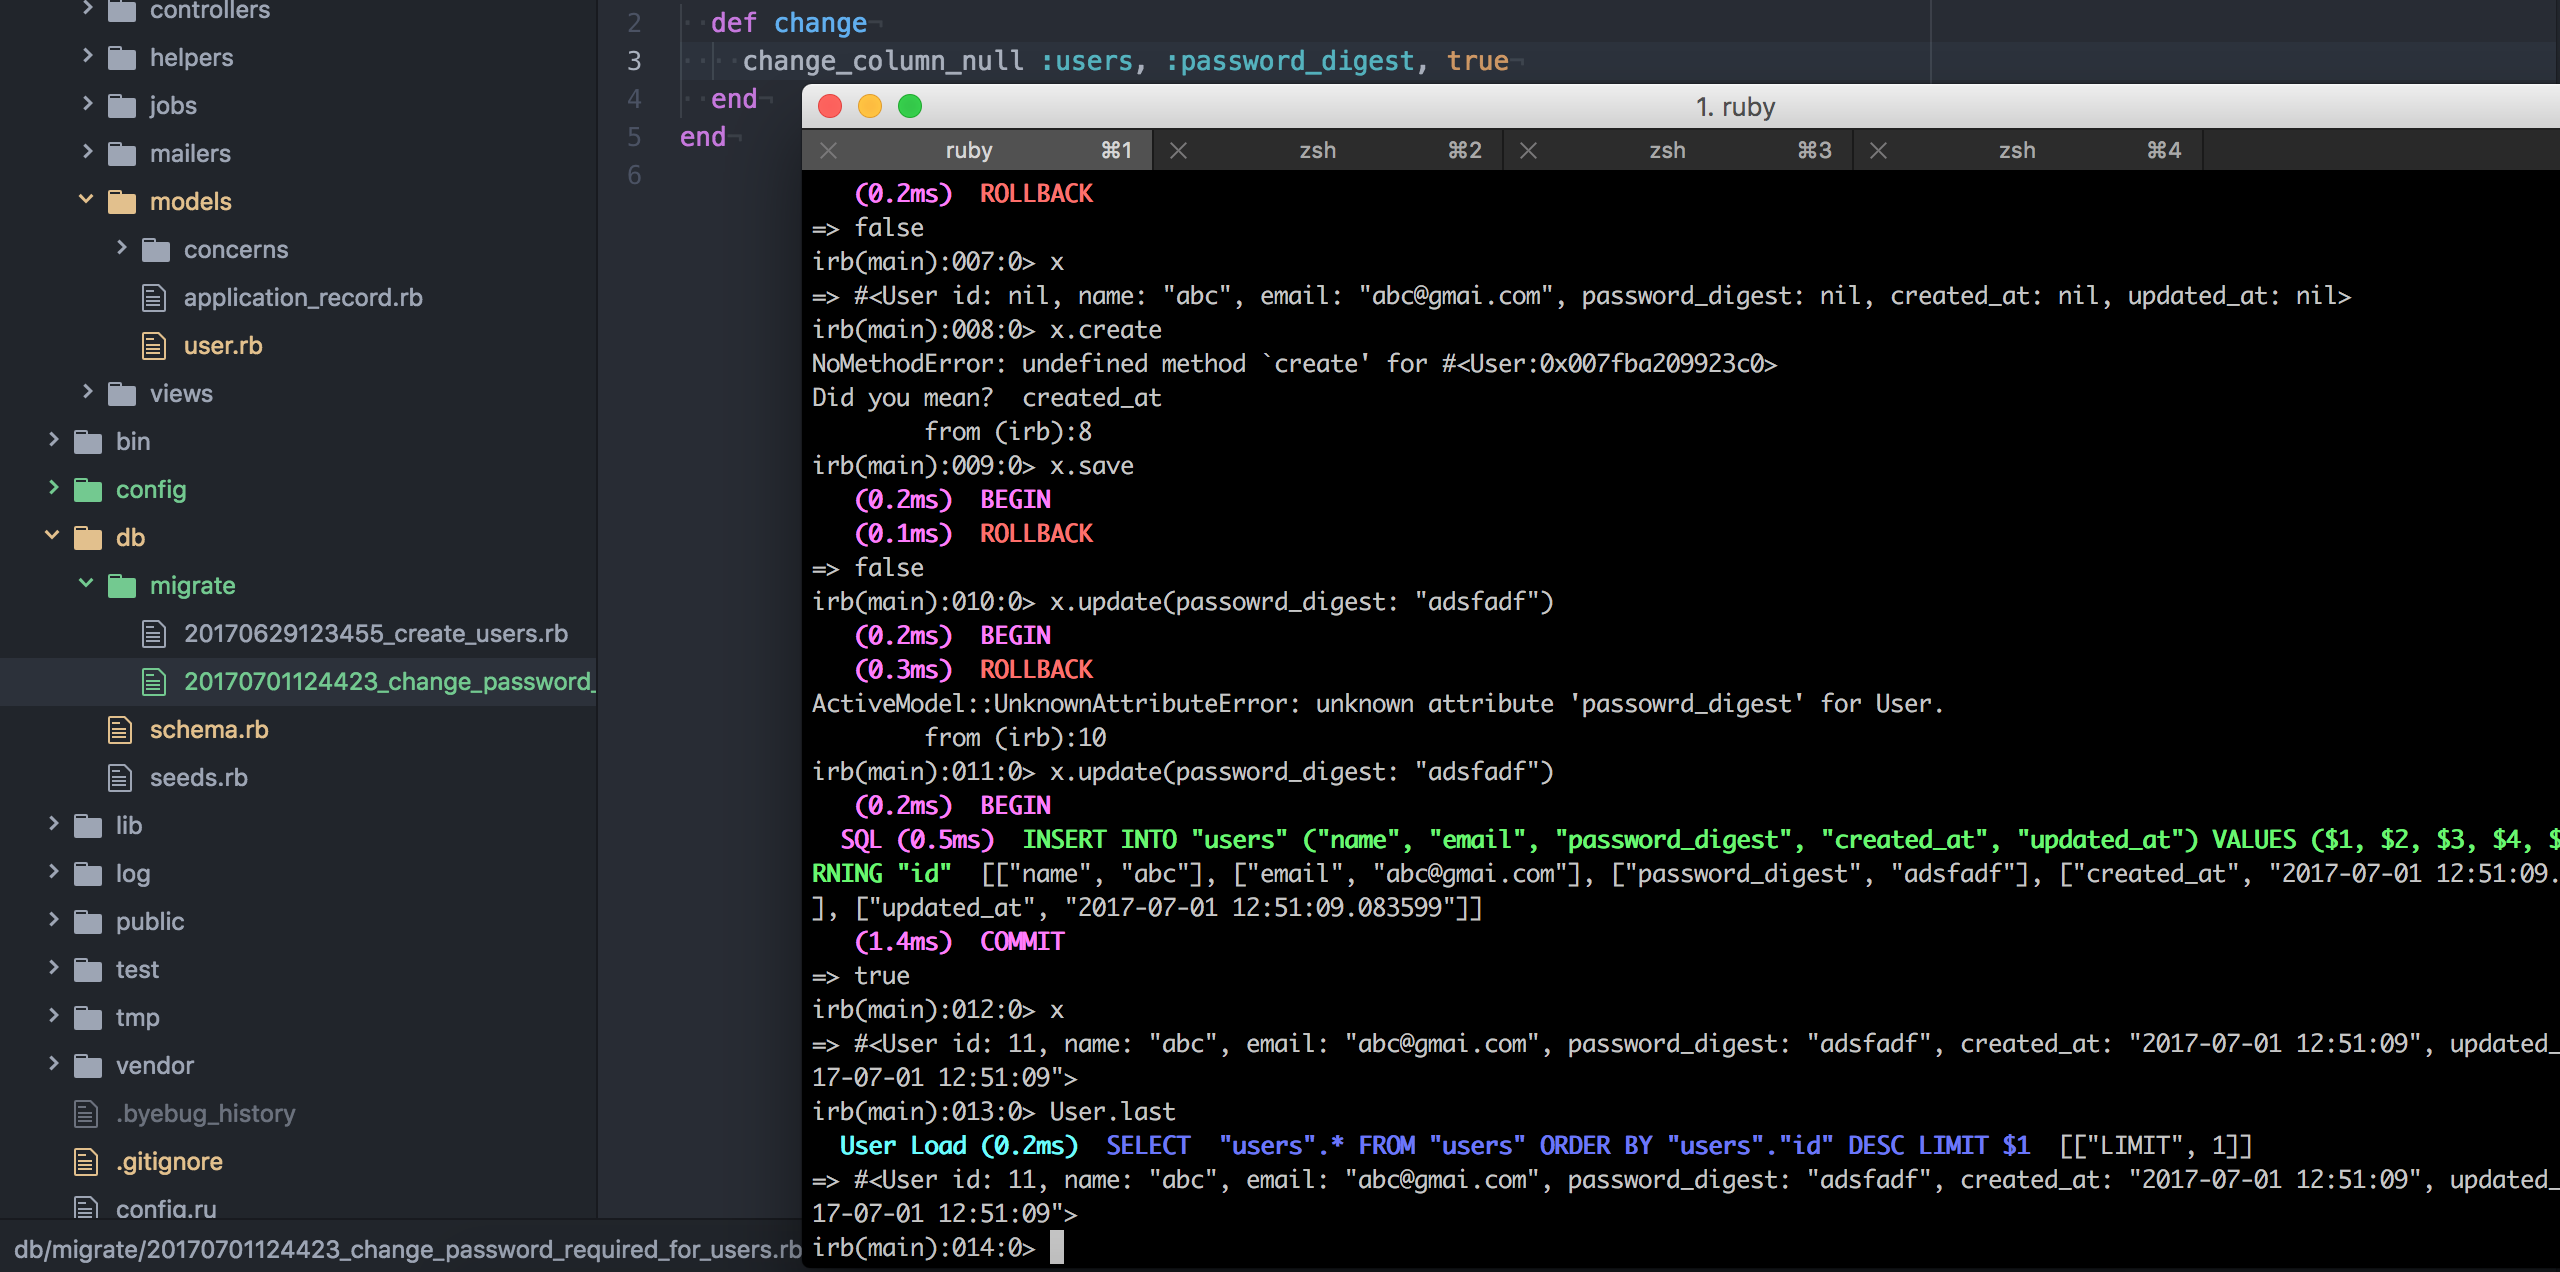 controllers
helpers
jobs
mailers
models
concerns
application_record.rb
user.rb
views
bin
config
db
migrate
20170629123455_create_users.rb
20170701124423_change_password_
schema.rb
seeds.rb
lib
log
public
test
tmp
vendor
.byebug_history
.gitignore
config.ru
db/migrate/20170701124423_change_password_required_for_users.rb
2 def change¬
3 change_column_null :users, :password_digest, true¬
4 end¬
5 end¬
6
1. ruby
ruby ⌘1 zsh ⌘2 zsh ⌘3 zsh ⌘4
(0.2ms) ROLLBACK
=> false
irb(main):007:0> x
=> #<User id: nil, name: "abc", email: "abc@gmai.com", password_digest: nil, created_at: nil, updated_at: nil>
irb(main):008:0> x.create
NoMethodError: undefined method `create' for #<User:0x007fba209923c0>
Did you mean?  created_at
from (irb):8
irb(main):009:0> x.save
(0.2ms) BEGIN
(0.1ms) ROLLBACK
=> false
irb(main):010:0> x.update(passowrd_digest: "adsfadf")
(0.2ms) BEGIN
(0.3ms) ROLLBACK
ActiveModel::UnknownAttributeError: unknown attribute 'passowrd_digest' for User.
from (irb):10
irb(main):011:0> x.update(password_digest: "adsfadf")
(0.2ms) BEGIN
SQL (0.5ms) INSERT INTO "users" ("name", "email", "password_digest", "created_at", "updated_at") VALUES ($1, $2, $3, $4, $
RNING "id" [["name", "abc"], ["email", "abc@gmai.com"], ["password_digest", "adsfadf"], ["created_at", "2017-07-01 12:51:09.
], ["updated_at", "2017-07-01 12:51:09.083599"]]
(1.4ms) COMMIT
=> true
irb(main):012:0> x
=> #<User id: 11, name: "abc", email: "abc@gmai.com", password_digest: "adsfadf", created_at: "2017-07-01 12:51:09", updated_
17-07-01 12:51:09">
irb(main):013:0> User.last
User Load (0.2ms) SELECT "users".* FROM "users" ORDER BY "users"."id" DESC LIMIT $1 [["LIMIT", 1]]
=> #<User id: 11, name: "abc", email: "abc@gmai.com", password_digest: "adsfadf", created_at: "2017-07-01 12:51:09", updated_
17-07-01 12:51:09">
irb(main):014:0>